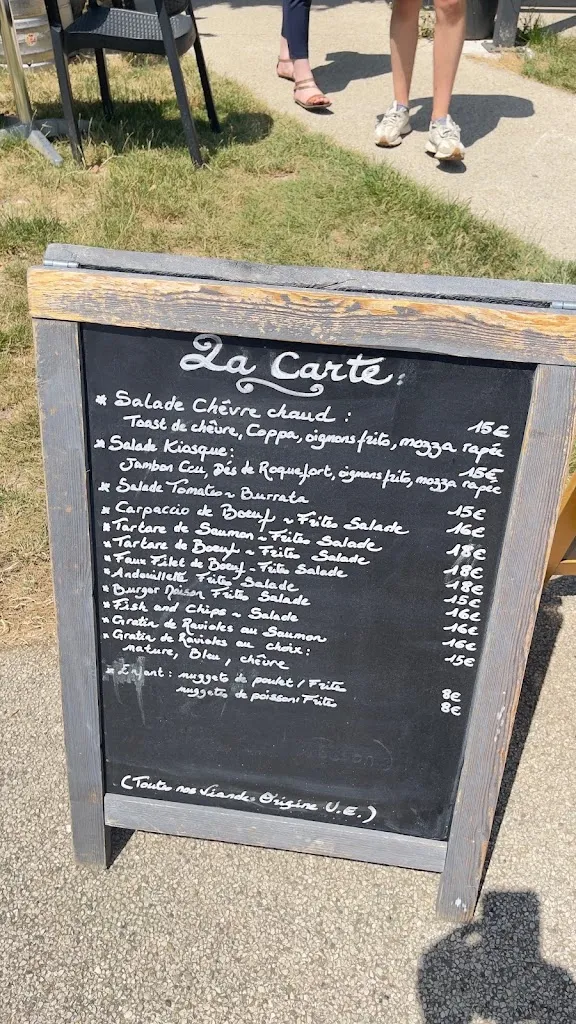 La Carte :
* Salade Chêvre chaud : 15€
Toast de chêvre, Coppa, oignons frits, mozza rapée
* Salade Kiosque : 15€
Jambon Cru, Dés de Roquefort, oignons frits, mozza rapée
* Salade Tomates ~ Burrata 15€
* Carpaccio de Boeuf ~ Frites Salade 16€
* Tartare de Saumon ~ Frites Salade 18€
* Tartare de Boeuf ~ Frites Salade 18€
* Faux Filet de Boeuf - Frites Salade 18€
* Andouillette Frites Salade 15€
* Burger Maison Frites Salade 16€
* Fish and Chips ~ Salade 16€
* Gratin de Ravioles au Saumon 16€
* Gratin de Ravioles au choix : 15€
nature, Bleu, chêvre
* Enfant : nuggets de poulet / Frites 8€
nuggets de poisson / Frites 8€
(Toutes nos Viandes Origine U.E.)